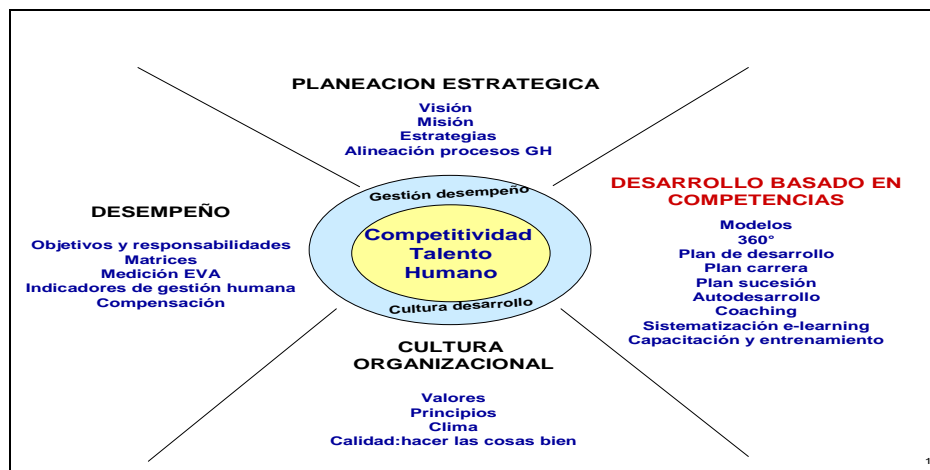 PLANEACION ESTRATEGICA
Visión
Misión
Estrategias
Alineación procesos GH
DESEMPEÑO
Objetivos y responsabilidades
Matrices
Medición EVA
Indicadores de gestión humana
Compensación
Gestión desempeño
Competitividad
Talento
Humano
Cultura desarrollo
DESARROLLO BASADO EN
COMPETENCIAS
Modelos
360°
Plan de desarrollo
Plan carrera
Plan sucesión
Autodesarrollo
Coaching
Sistematización e-learning
Capacitación y entrenamiento
CULTURA
ORGANIZACIONAL
Valores
Principios
Clima
Calidad:hacer las cosas bien
1